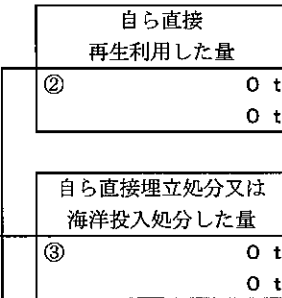 自ら直接
再生利用した量
② 0 t
0 t
自ら直接埋立処分又は
海洋投入処分した量
③ 0 t
0 t